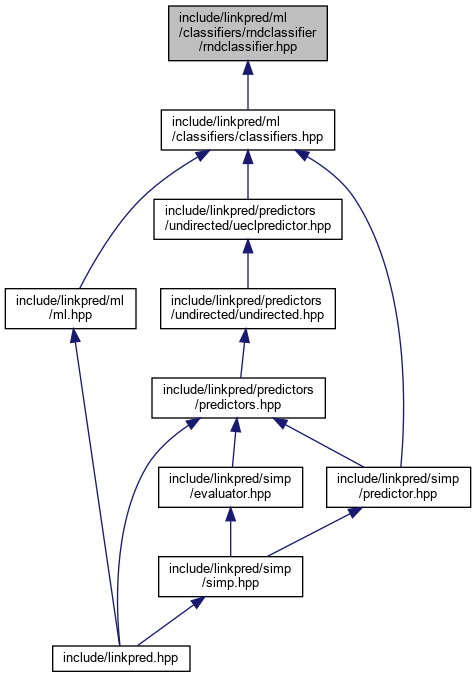 include/linkpred/ml
/classifiers/rndclassifier
/rndclassifier.hpp
include/linkpred/ml
/classifiers/classifiers.hpp
include/linkpred/predictors
/undirected/ueclpredictor.hpp
include/linkpred/ml
/ml.hpp
include/linkpred/predictors
/undirected/undirected.hpp
include/linkpred/predictors
/predictors.hpp
include/linkpred/simp
/evaluator.hpp
include/linkpred/simp
/predictor.hpp
include/linkpred/simp
/simp.hpp
include/linkpred.hpp